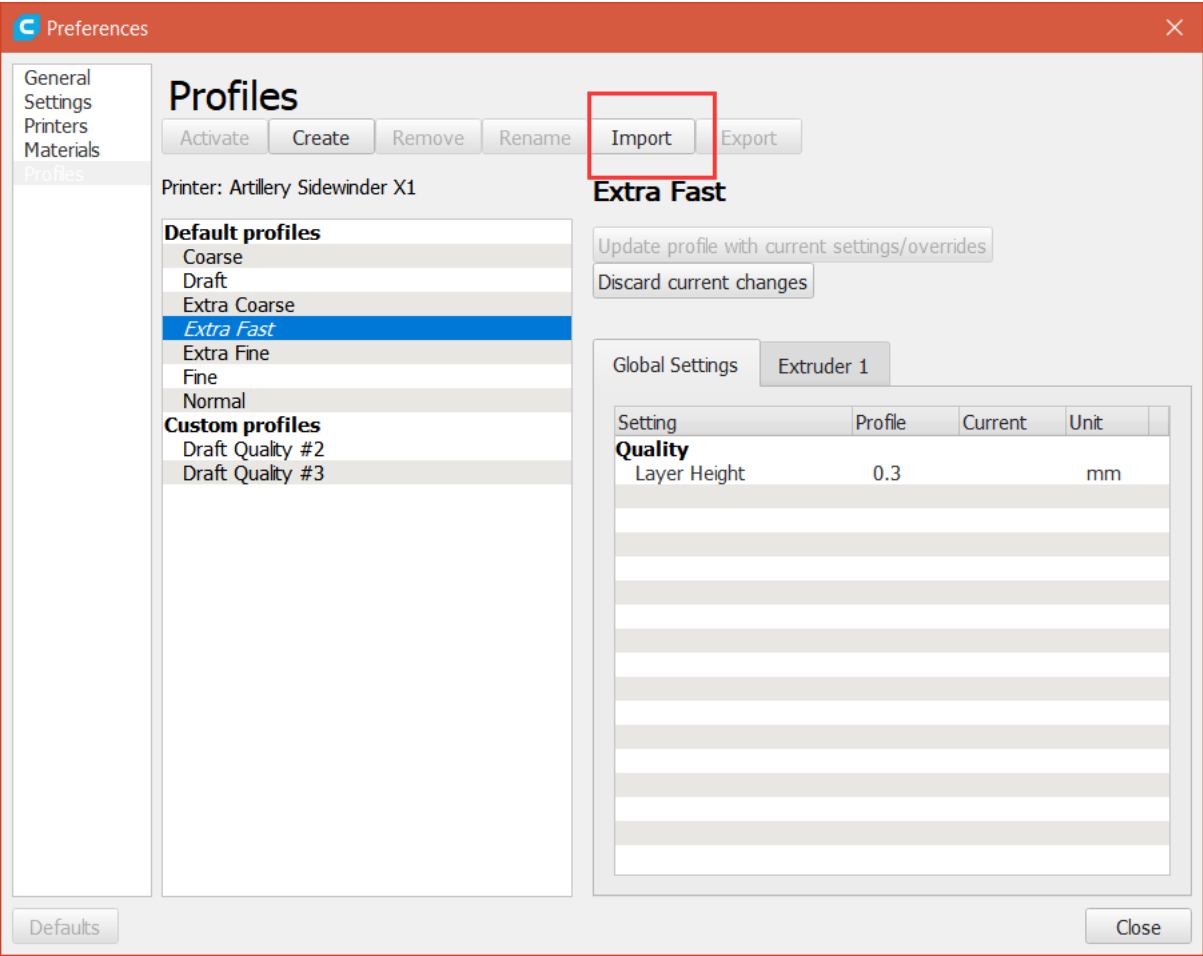 Preferences
General
Settings
Printers
Materials
Profiles
Profiles
Activate Create Remove Rename Import Export
Printer: Artillery Sidewinder X1
Default profiles
Coarse
Draft
Extra Coarse
Extra Fast
Extra Fine
Fine
Normal
Custom profiles
Draft Quality #2
Draft Quality #3
Extra Fast
Update profile with current settings/overrides
Discard current changes
Global Settings Extruder 1
Setting Profile Current Unit
Quality
Layer Height 0.3 mm
Defaults Close